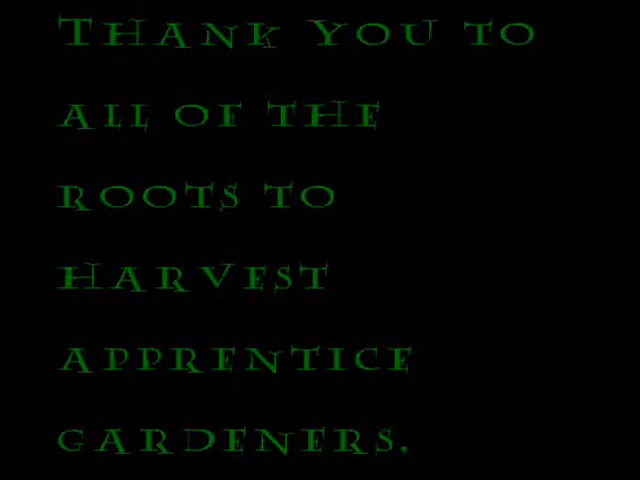 Thank you to
all of the
Roots to
Harvest
apprentice
gardeners.